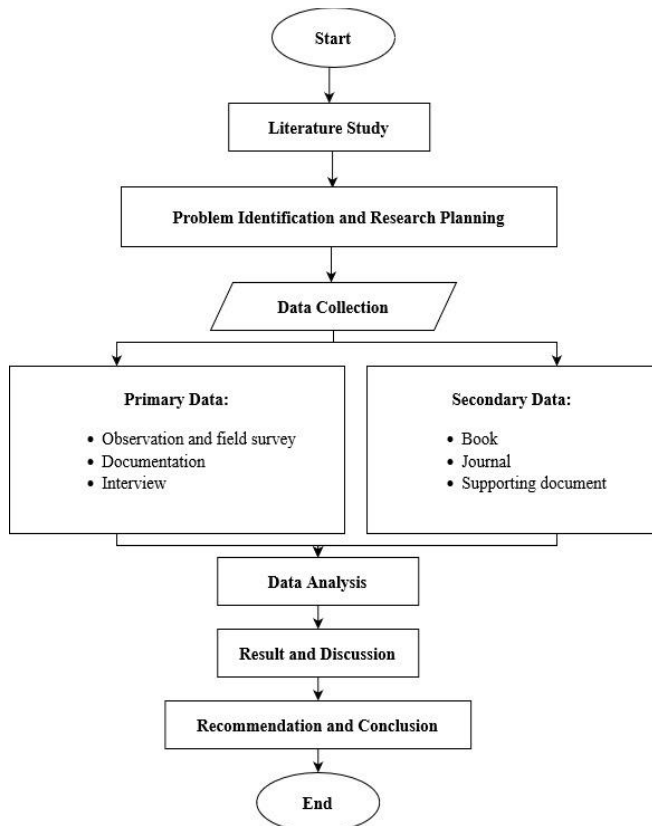 Start
Literature Study
Problem Identification and Research Planning
Data Collection
Primary Data:
• Observation and field survey
• Documentation
• Interview
Secondary Data:
• Book
• Journal
• Supporting document
Data Analysis
Result and Discussion
Recommendation and Conclusion
End